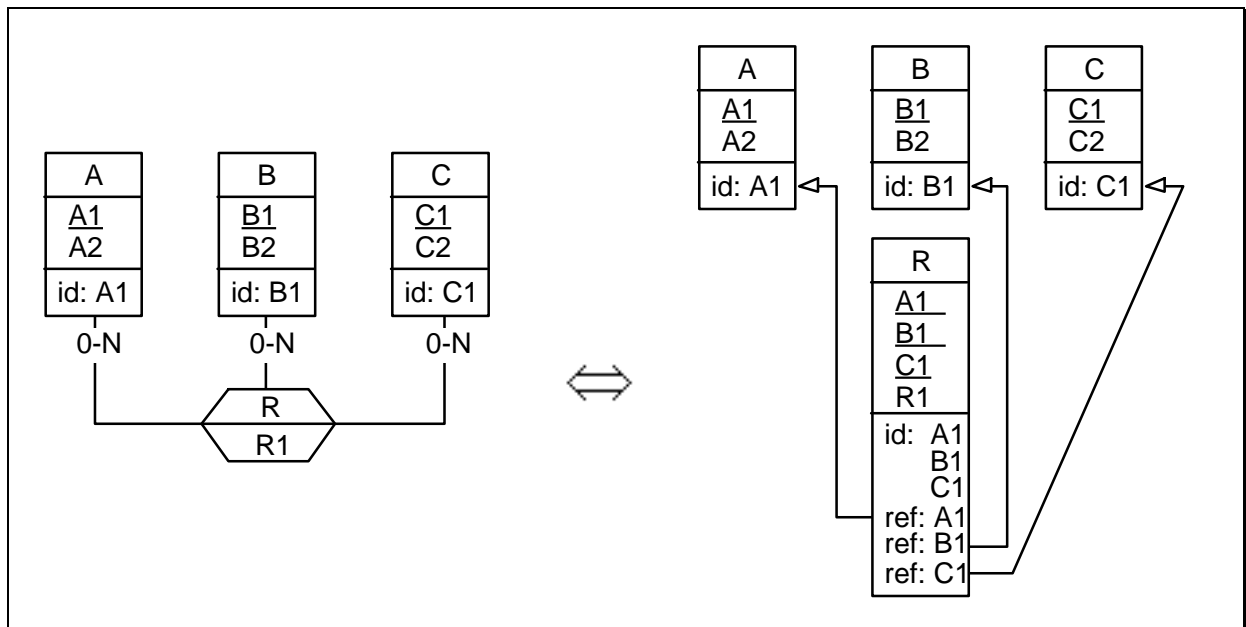 A
A1
A2
id: A1
0-N
B
B1
B2
id: B1
0-N
C
C1
C2
id: C1
0-N
R
R1
A
A1
A2
id: A1
B
B1
B2
id: B1
C
C1
C2
id: C1
R
A1
B1
C1
R1
id: A1
B1
C1
ref: A1
ref: B1
ref: C1